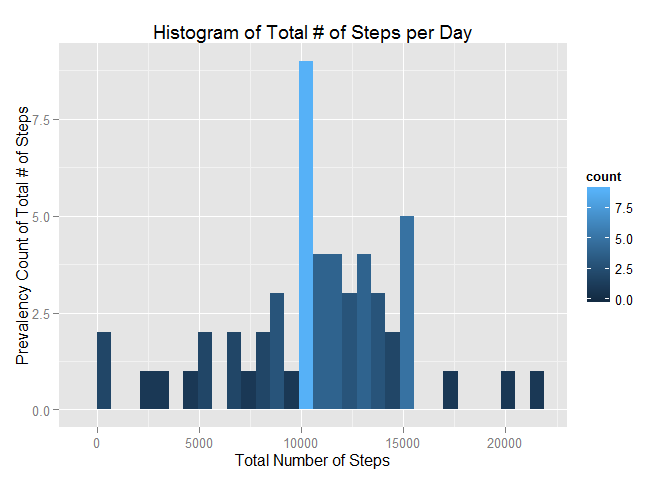 Histogram of Total # of Steps per Day
Prevalency Count of Total # of Steps
7.5
5.0
2.5
0.0
0 5000 10000 15000 20000
Total Number of Steps
count
7.5
5.0
2.5
0.0